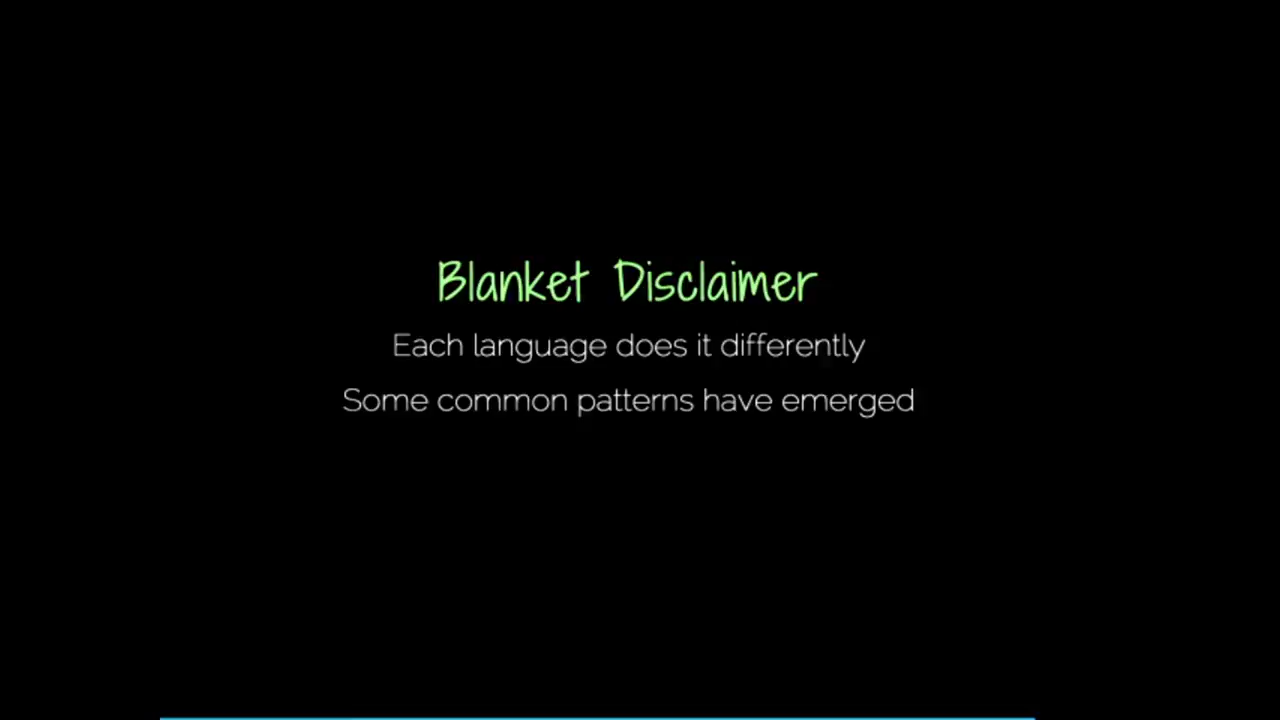 Blanket Disclaimer
Each language does it differently
Some common patterns have emerged